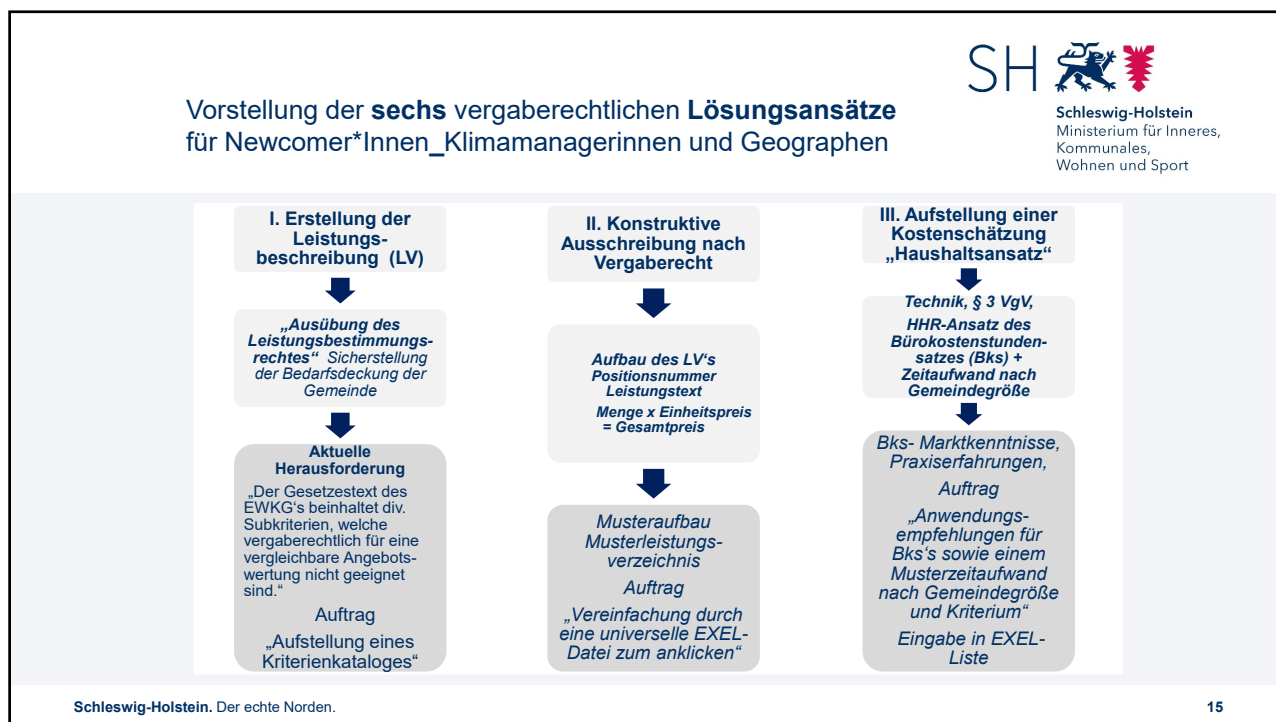 SH
Schleswig-Holstein
Ministerium für Inneres,
Kommunales,
Wohnen und Sport
Vorstellung der sechs vergaberechtlichen Lösungsansätze
für Newcomer*Innen_Klimamanagerinnen und Geographen
I. Erstellung der
Leistungs-
beschreibung (LV)
„Ausübung des
Leistungsbestimmungs-
rechtes“ Sicherstellung
der Bedarfsdeckung der
Gemeinde
Aktuelle
Herausforderung
„Der Gesetzestext des
EWKG‘s beinhaltet div.
Subkriterien, welche
vergaberechtlich für eine
vergleichbare Angebots-
wertung nicht geeignet
sind.“
Auftrag
„Aufstellung eines
Kriterienkataloges“
II. Konstruktive
Ausschreibung nach
Vergaberecht
Aufbau des LV‘s
Positionsnummer
Leistungstext
Menge x Einheitspreis
= Gesamtpreis
Musteraufbau
Musterleistungs-
verzeichnis
Auftrag
„Vereinfachung durch
eine universelle EXEL-
Datei zum anklicken“
III. Aufstellung einer
Kostenschätzung
„Haushaltsansatz“
Technik, § 3 VgV,
HHR-Ansatz des
Bürokostenstunden-
satzes (Bks) +
Zeitaufwand nach
Gemeindegröße
Bks- Marktkenntnisse,
Praxiserfahrungen,
Auftrag
„Anwendungs-
empfehlungen für
Bks‘s sowie einem
Musterzeitaufwand
nach Gemeindegröße
und Kriterium“
Eingabe in EXEL-
Liste
Schleswig-Holstein. Der echte Norden.
15